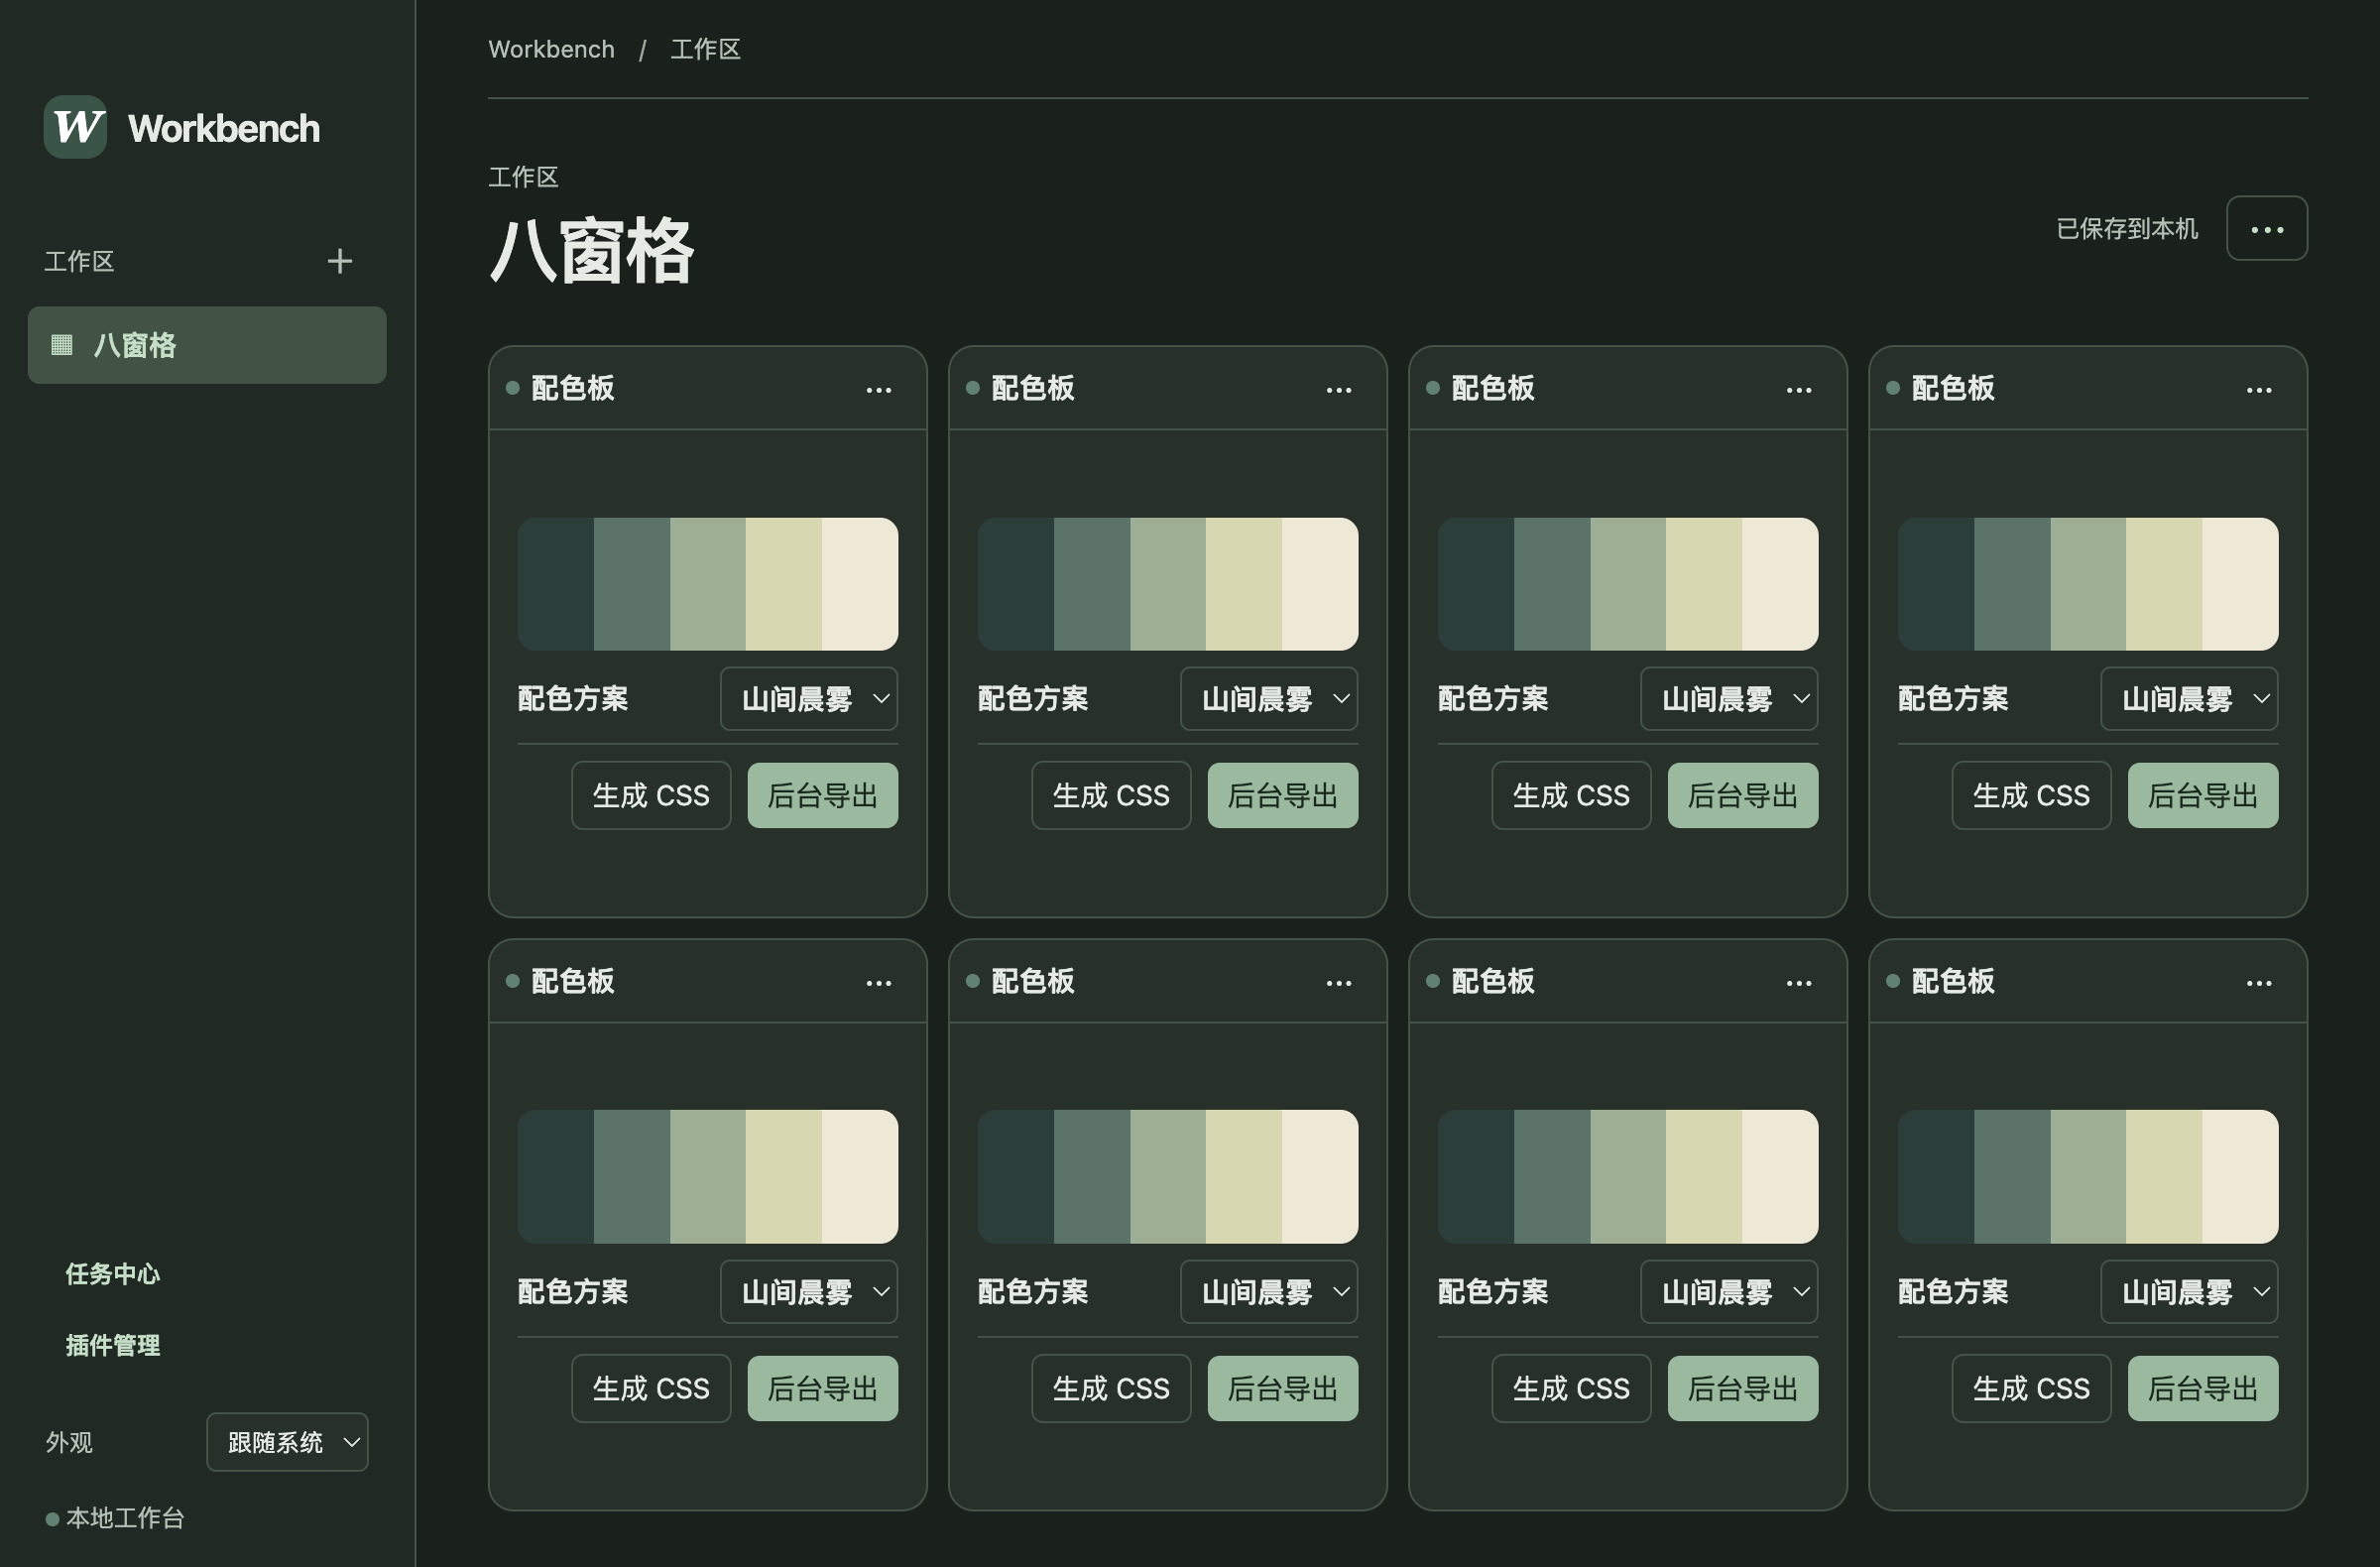 W Workbench
工作区 +
八窗格
任务中心
插件管理
外观 跟随系统
本地工作台
Workbench / 工作区
工作区
八窗格
已保存到本机 ...
配色板 ...
配色方案 山间晨雾
生成 CSS 后台导出
配色板 ...
配色方案 山间晨雾
生成 CSS 后台导出
配色板 ...
配色方案 山间晨雾
生成 CSS 后台导出
配色板 ...
配色方案 山间晨雾
生成 CSS 后台导出
配色板 ...
配色方案 山间晨雾
生成 CSS 后台导出
配色板 ...
配色方案 山间晨雾
生成 CSS 后台导出
配色板 ...
配色方案 山间晨雾
生成 CSS 后台导出
配色板 ...
配色方案 山间晨雾
生成 CSS 后台导出